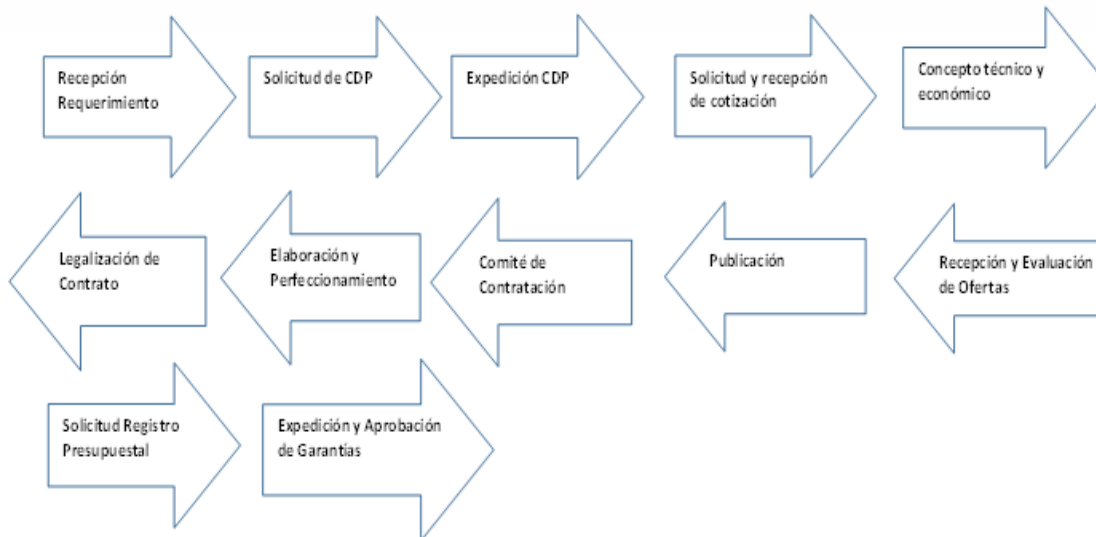 Recepción
Requerimiento
Solicitud de CDP
Expedición CDP
Solicitud y recepción
de cotización
Concepto técnico y
económico
Recepción y Evaluación
de Ofertas
Publicación
Comité de
Contratación
Elaboración y
Perfeccionamiento
Legalización de
Contrato
Solicitud Registro
Presupuestal
Expedición y Aprobación
de Garantías